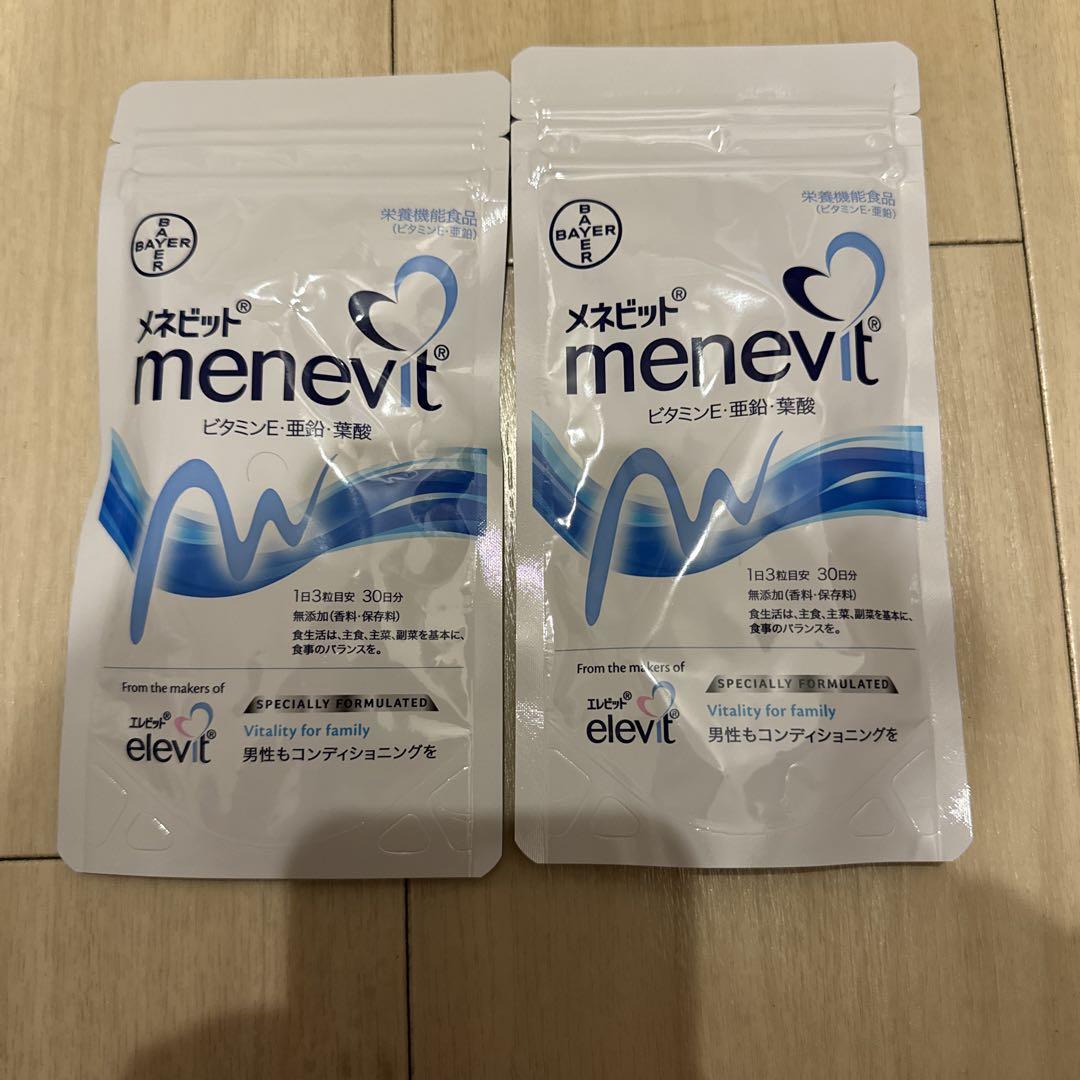 BAYER
BAYER
栄養機能食品
(ビタミンE・亜鉛)
メネビット®
menevit®
ビタミンE・亜鉛・葉酸
1日3粒目安 30日分
無添加(香料・保存料)
食生活は、主食、主菜、副菜を基本に、
食事のバランスを。
From the makers of
エレビット®
elevit®
SPECIALLY FORMULATED
Vitality for family
男性もコンディショニングを
BAYER
BAYER
栄養機能食品
(ビタミンE・亜鉛)
メネビット®
menevit®
ビタミンE・亜鉛・葉酸
1日3粒目安 30日分
無添加(香料・保存料)
食生活は、主食、主菜、副菜を基本に、
食事のバランスを。
From the makers of
エレビット®
elevit®
SPECIALLY FORMULATED
Vitality for family
男性もコンディショニングを